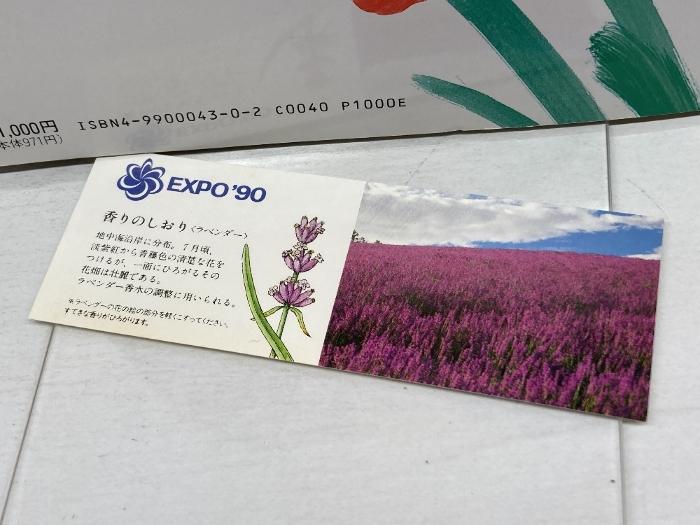 1,000円
本体971円)
ISBN4-9900043-0-2 C0040 P1000E
EXPO '90
香りのしおり〈ラベンダー〉
地中海沿岸に分布。7月頃、
淡紫紅から青藤色の清楚な花を
つけるが、一面にひろがるその
花畑は壮麗である。
ラベンダー香水の調整に用いられる。
※ラベンダーの花の絵の部分を軽くこすってください。
すてきな香りがひろがります。